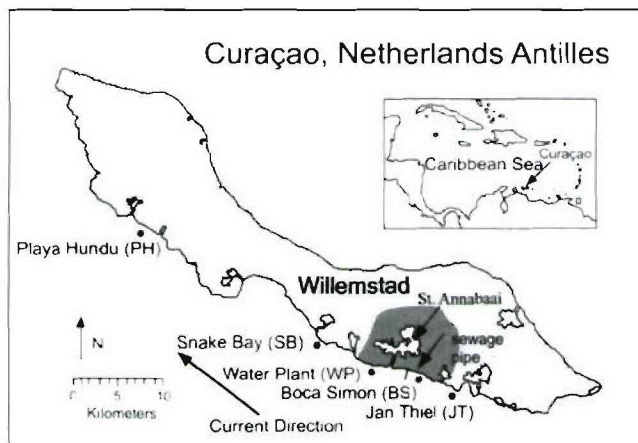 Curaçao, Netherlands Antilles
Caribbean Sea
Curaçao
Playa Hundu (PH)
Willemstad
St. Annabaai
sewage
pipe
Snake Bay (SB)
N
Water Plant (WP)
Boca Simon (BS)
0 10
Kilometers
Jan Thiel (JT)
Current Direction